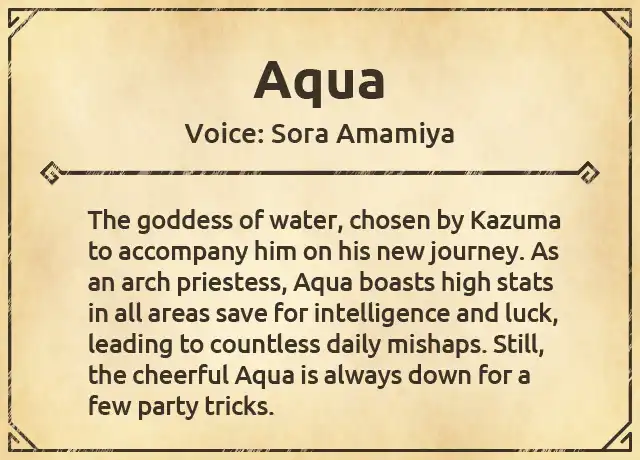 Aqua
Voice: Sora Amamiya
The goddess of water, chosen by Kazuma
to accompany him on his new journey. As
an arch priestess, Aqua boasts high stats
in all areas save for intelligence and luck,
leading to countless daily mishaps. Still,
the cheerful Aqua is always down for a
few party tricks.